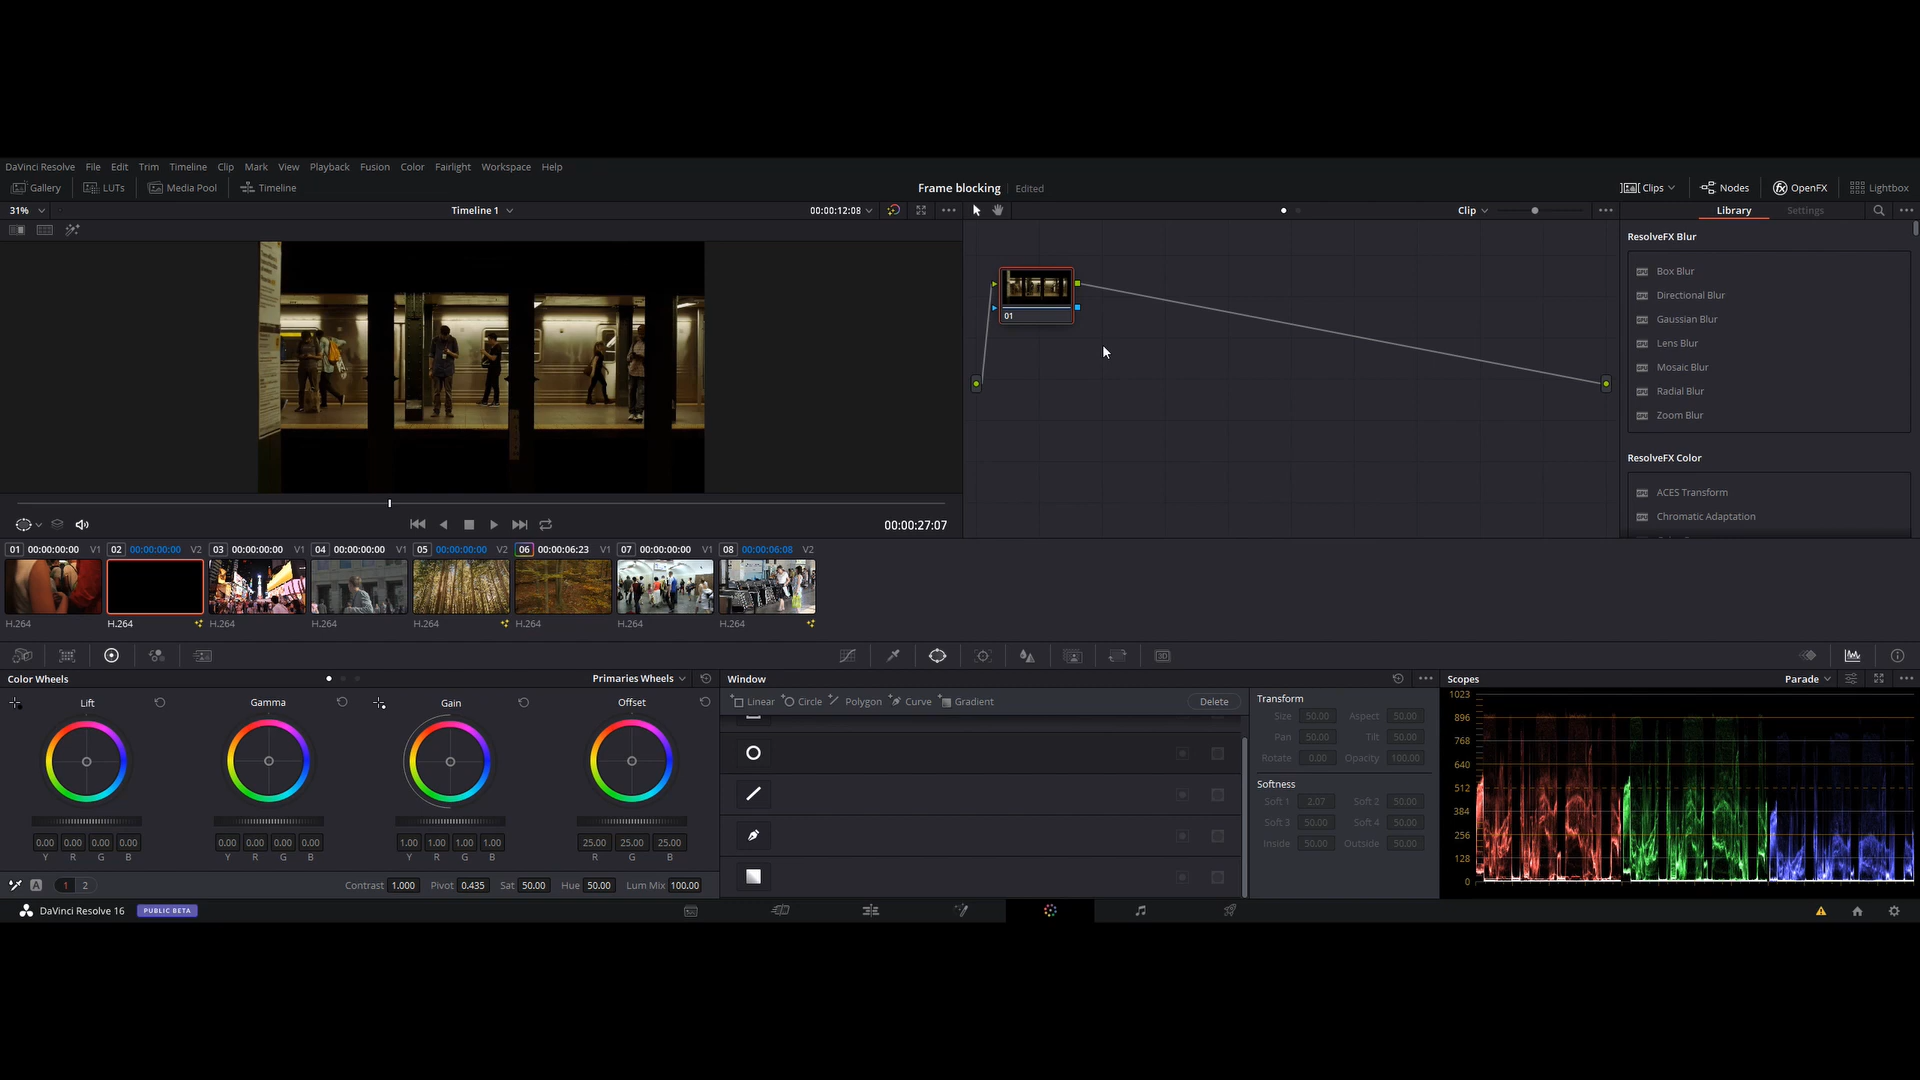 DaVinci Resolve File Edit Trim Timeline Clip Mark View Playback Fusion Color Fairlight Workspace Help
Gallery LUTs Media Pool Timeline Frame blocking Edited Clips Nodes OpenFX Lightbox
31% Timeline 1 00:00:12:08 Clip Library Settings
ResolveFX Blur
Box Blur
Directional Blur
Gaussian Blur
Lens Blur
Mosaic Blur
Radial Blur
Zoom Blur
01
ResolveFX Color
ACES Transform
Chromatic Adaptation
00:00:27:07
01 00:00:00:00 V1 02 00:00:00:00 V2 03 00:00:00:00 V1 04 00:00:00:00 V1 05 00:00:00:00 V2 06 00:00:06:23 V1 07 00:00:00:00 V1 08 00:00:06:08 V2
H.264 H.264 H.264 H.264 H.264 H.264 H.264 H.264
Color Wheels Primaries Wheels Window Scopes Parade
Lift Gamma Gain Offset
0.00 0.00 0.00 0.00 0.00 0.00 0.00 0.00 1.00 1.00 1.00 1.00 25.00 25.00 25.00
Y R G B Y R G B Y R G B R G B
A 1 2 Contrast 1.000 Pivot 0.435 Sat 50.00 Hue 50.00 Lum Mix 100.00
Linear Circle Polygon Curve Gradient Delete
Transform
Size 50.00 Aspect 50.00
Pan 50.00 Tilt 50.00
Rotate 0.00 Opacity 100.00
Softness
Soft 1 2.07 Soft 2 50.00
Soft 3 50.00 Soft 4 50.00
Inside 50.00 Outside 50.00
1023
896
768
640
512
384
256
128
0
DaVinci Resolve 16 PUBLIC BETA